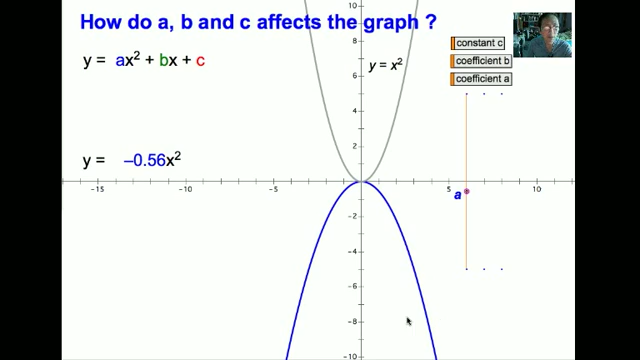 How do a, b and c affects the graph ?
y = ax² + bx + c
y = x²
constant c
coefficient b
coefficient a
y = –0.56x²
a
10
8
6
4
2
−2
−4
−6
−8
−10
−15
−10
−5
5
10